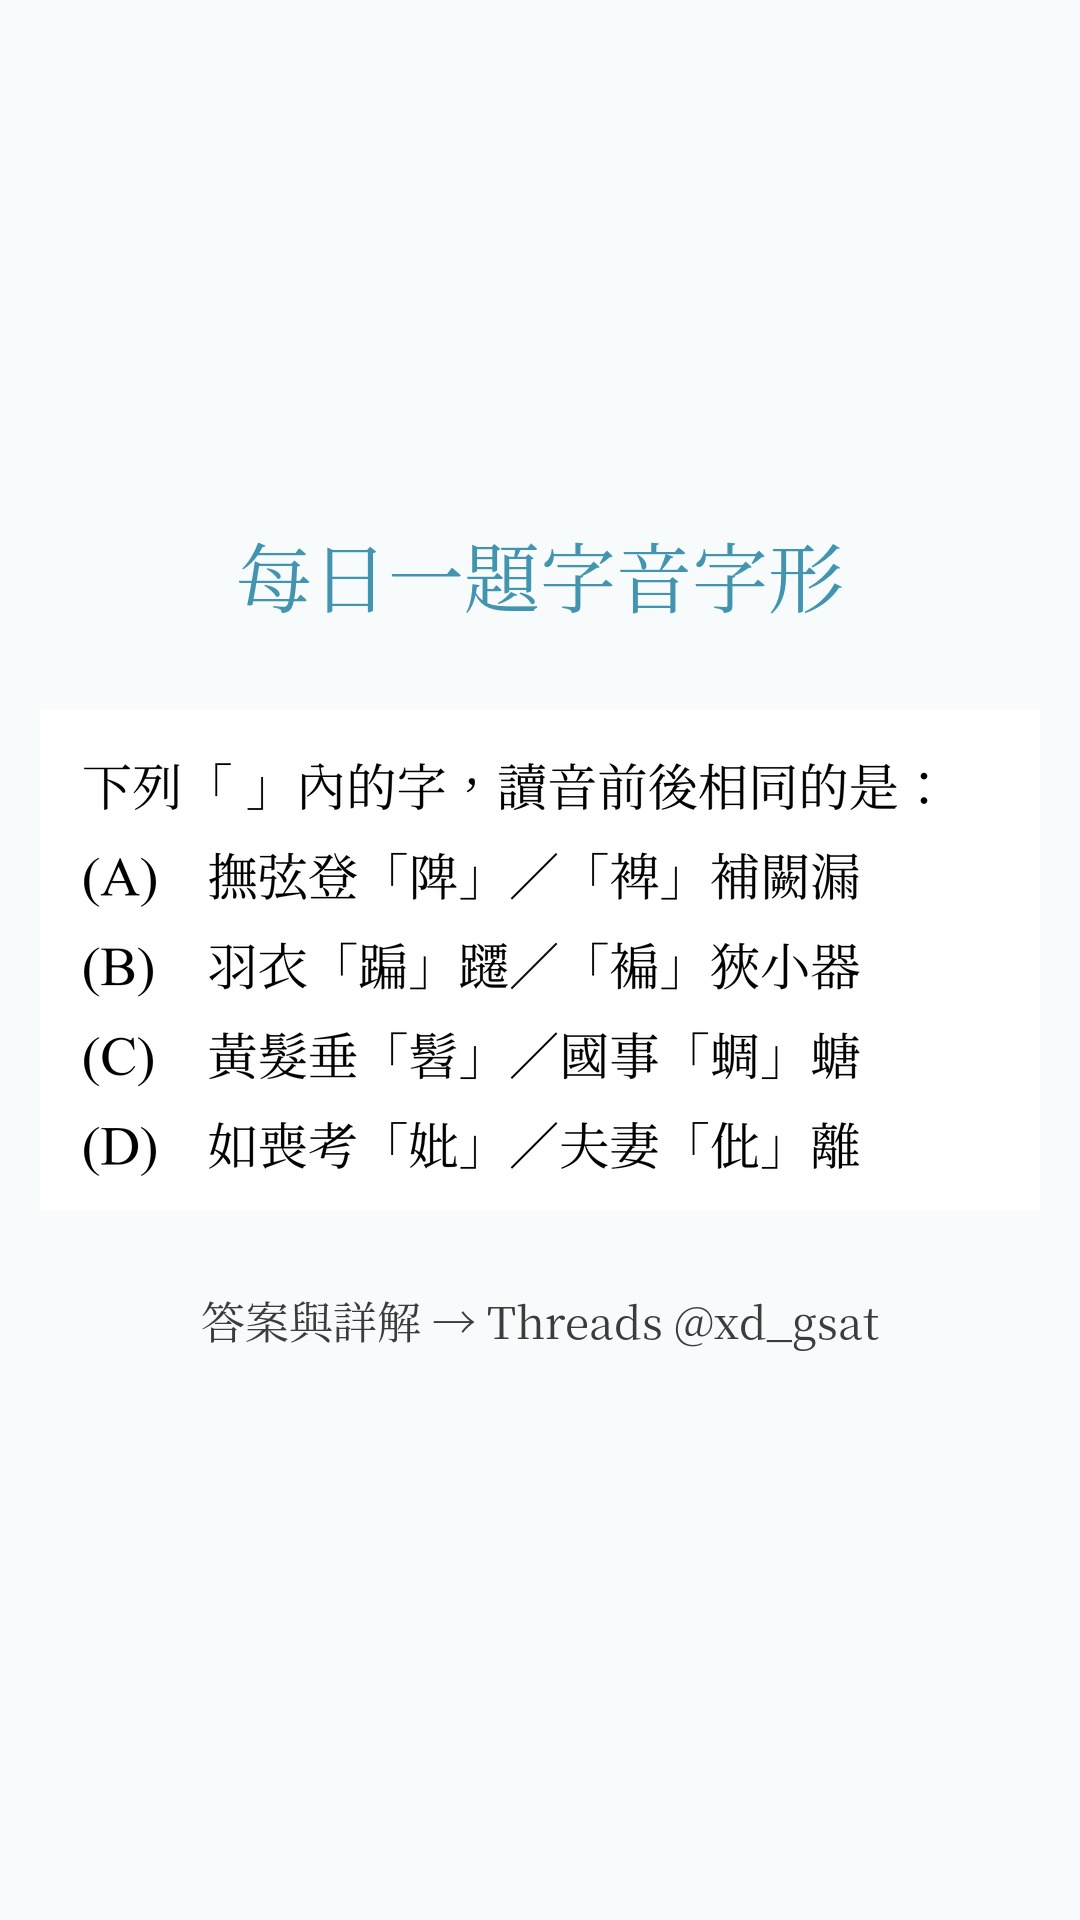 每日一題字音字形
下列「 」內的字，讀音前後相同的是：
(A) 撫弦登「陴」／「裨」補闕漏
(B) 羽衣「蹁」躚／「褊」狹小器
(C) 黃髮垂「髫」／國事「蜩」螗
(D) 如喪考「妣」／夫妻「仳」離
答案與詳解 → Threads @xd_gsat